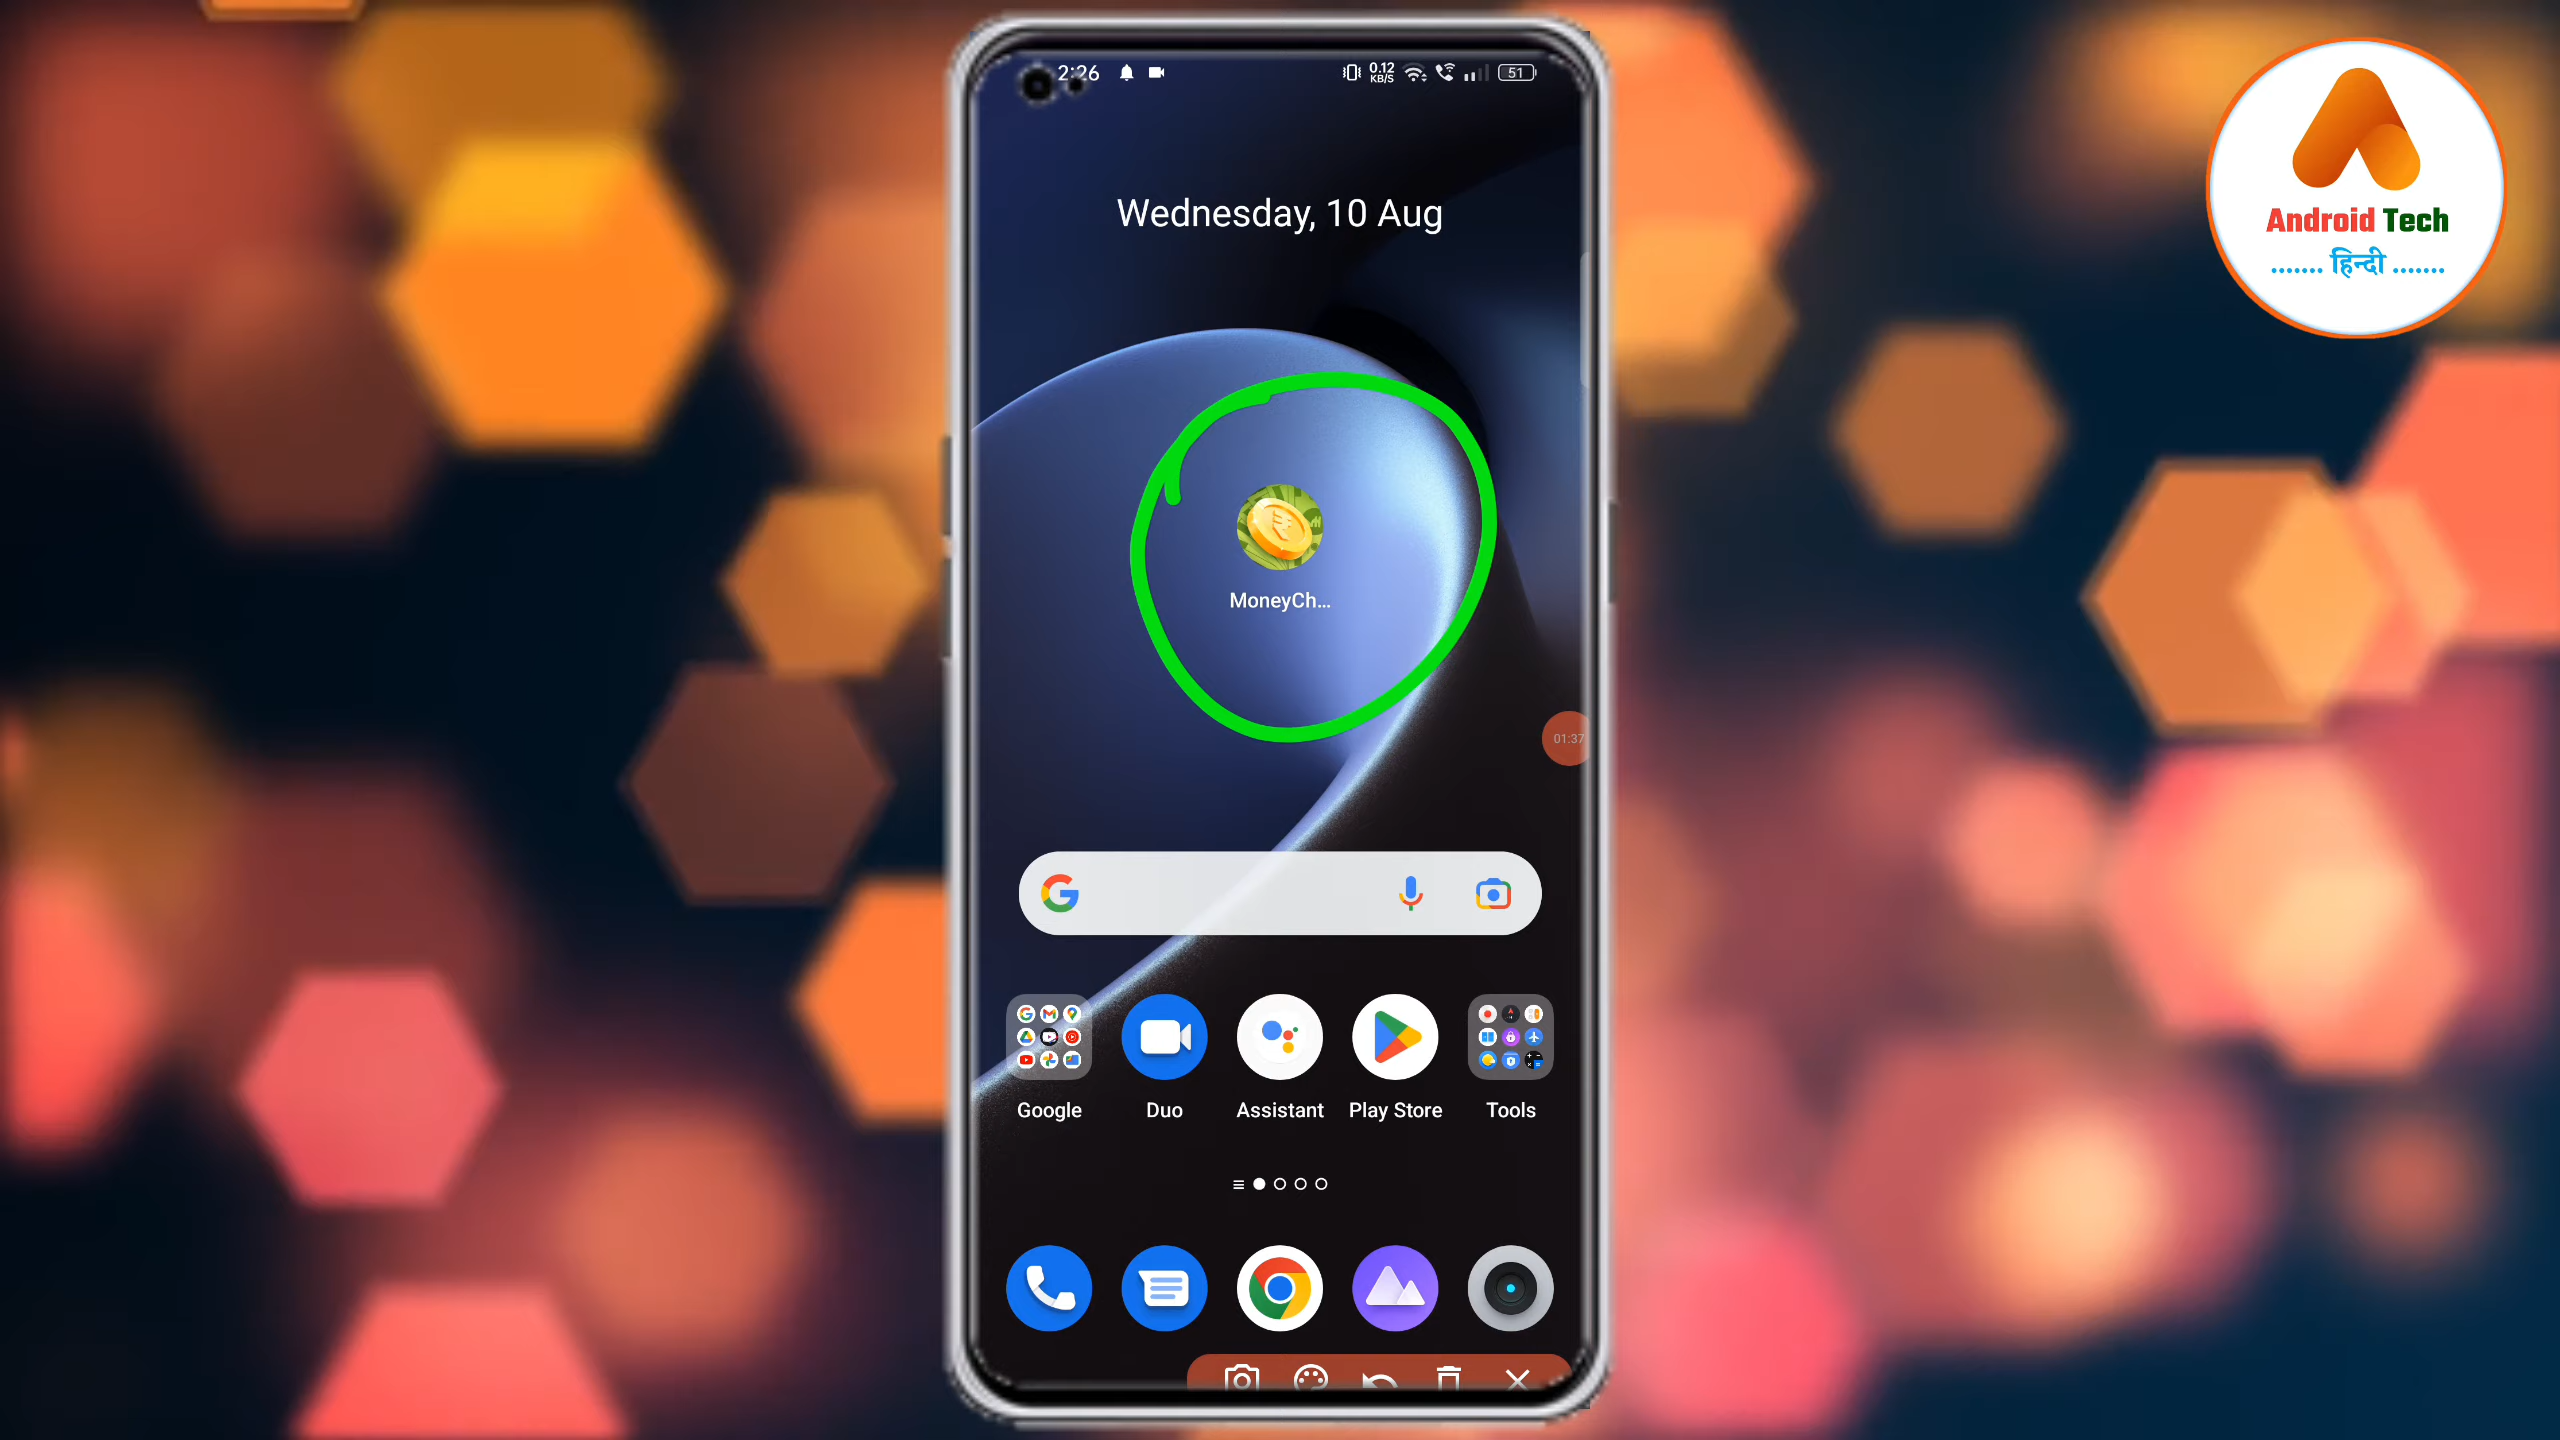 2:26
0.12
KB/S
51
Wednesday, 10 Aug
MoneyCh...
01:37
Google
Duo
Assistant
Play Store
Tools
Android Tech
....... हिन्दी .......